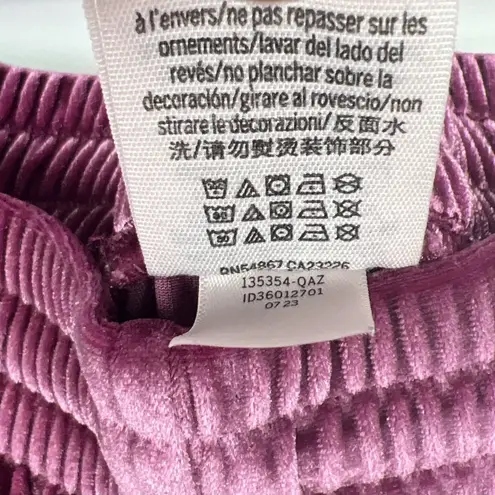 à l'envers/ne pas repasser sur les
ornements/lavar del lado del
revés/no planchar sobre la
decoración/girare al rovescio/non
stirare le decorazioni/反面水
洗/请勿熨烫装饰部分
RN54867 CA23226
I35354-QAZ
ID36012701
07 23